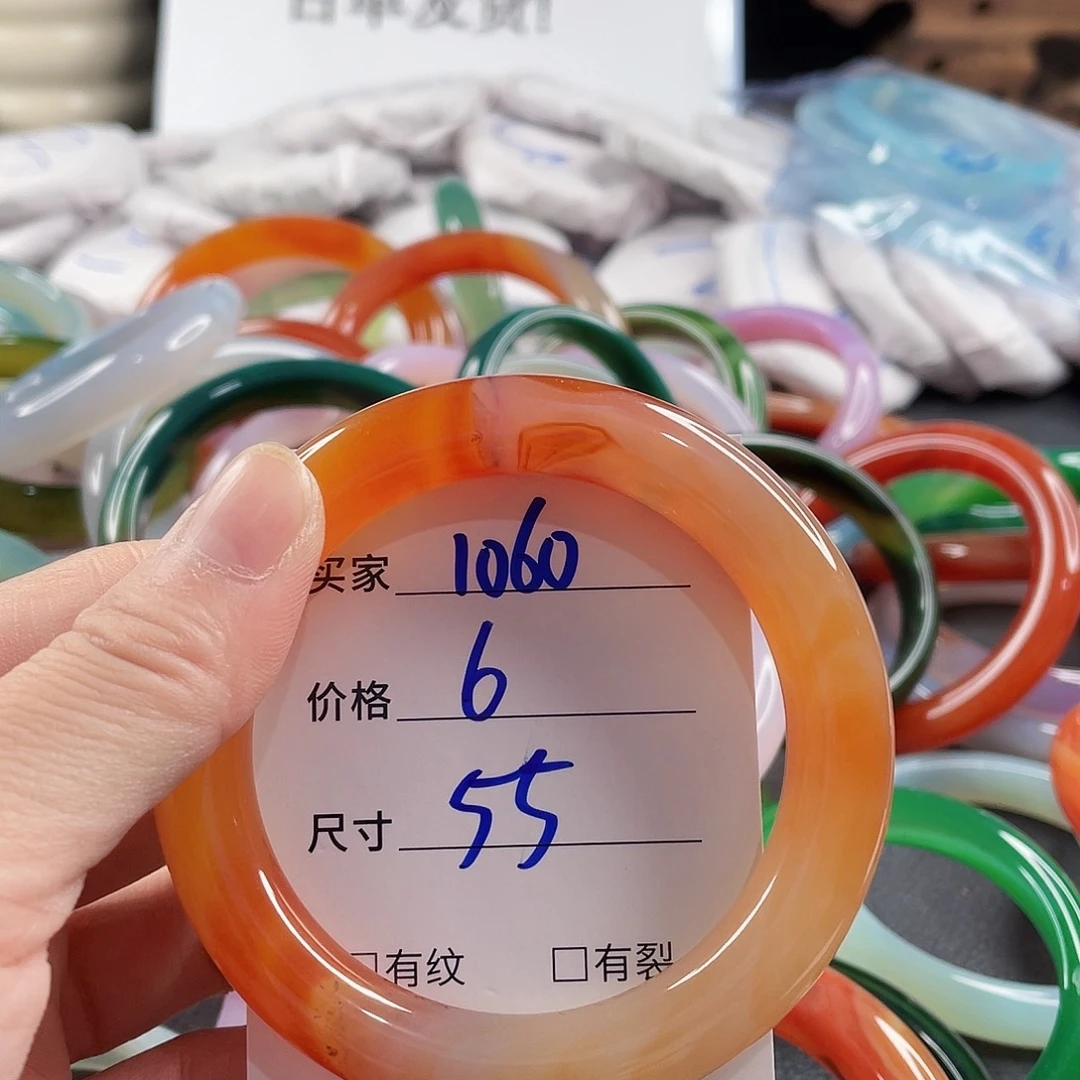 买家 1060
价格 6
尺寸 55
□有纹 □有裂